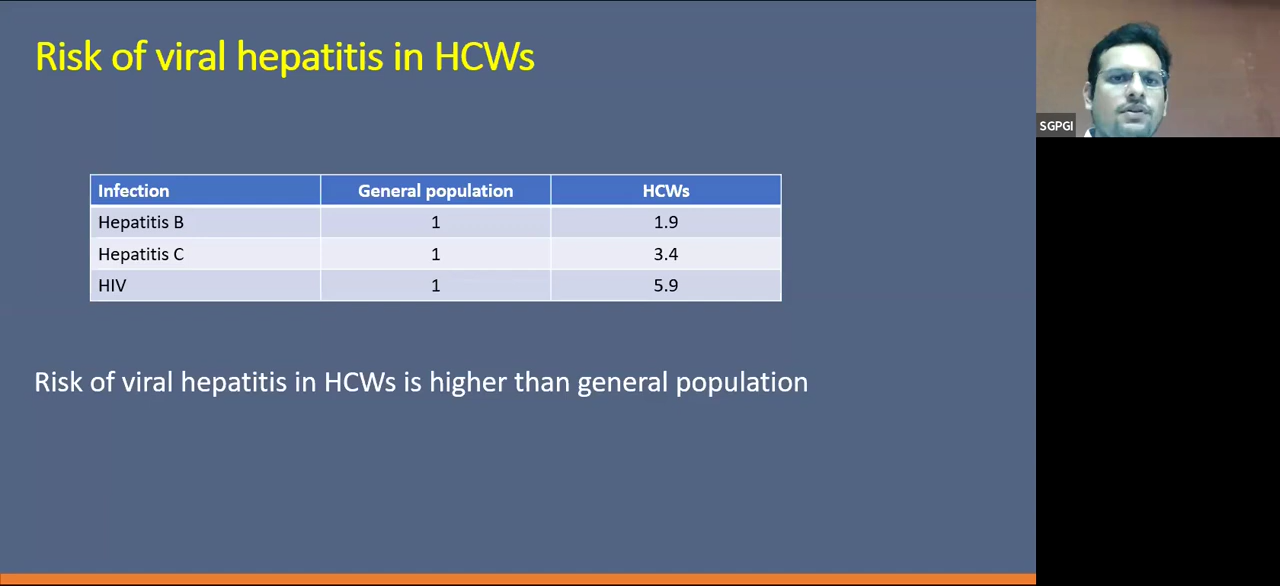 Risk of viral hepatitis in HCWs
SGPGI
Infection General population HCWs
Hepatitis B 1 1.9
Hepatitis C 1 3.4
HIV 1 5.9
Risk of viral hepatitis in HCWs is higher than general population